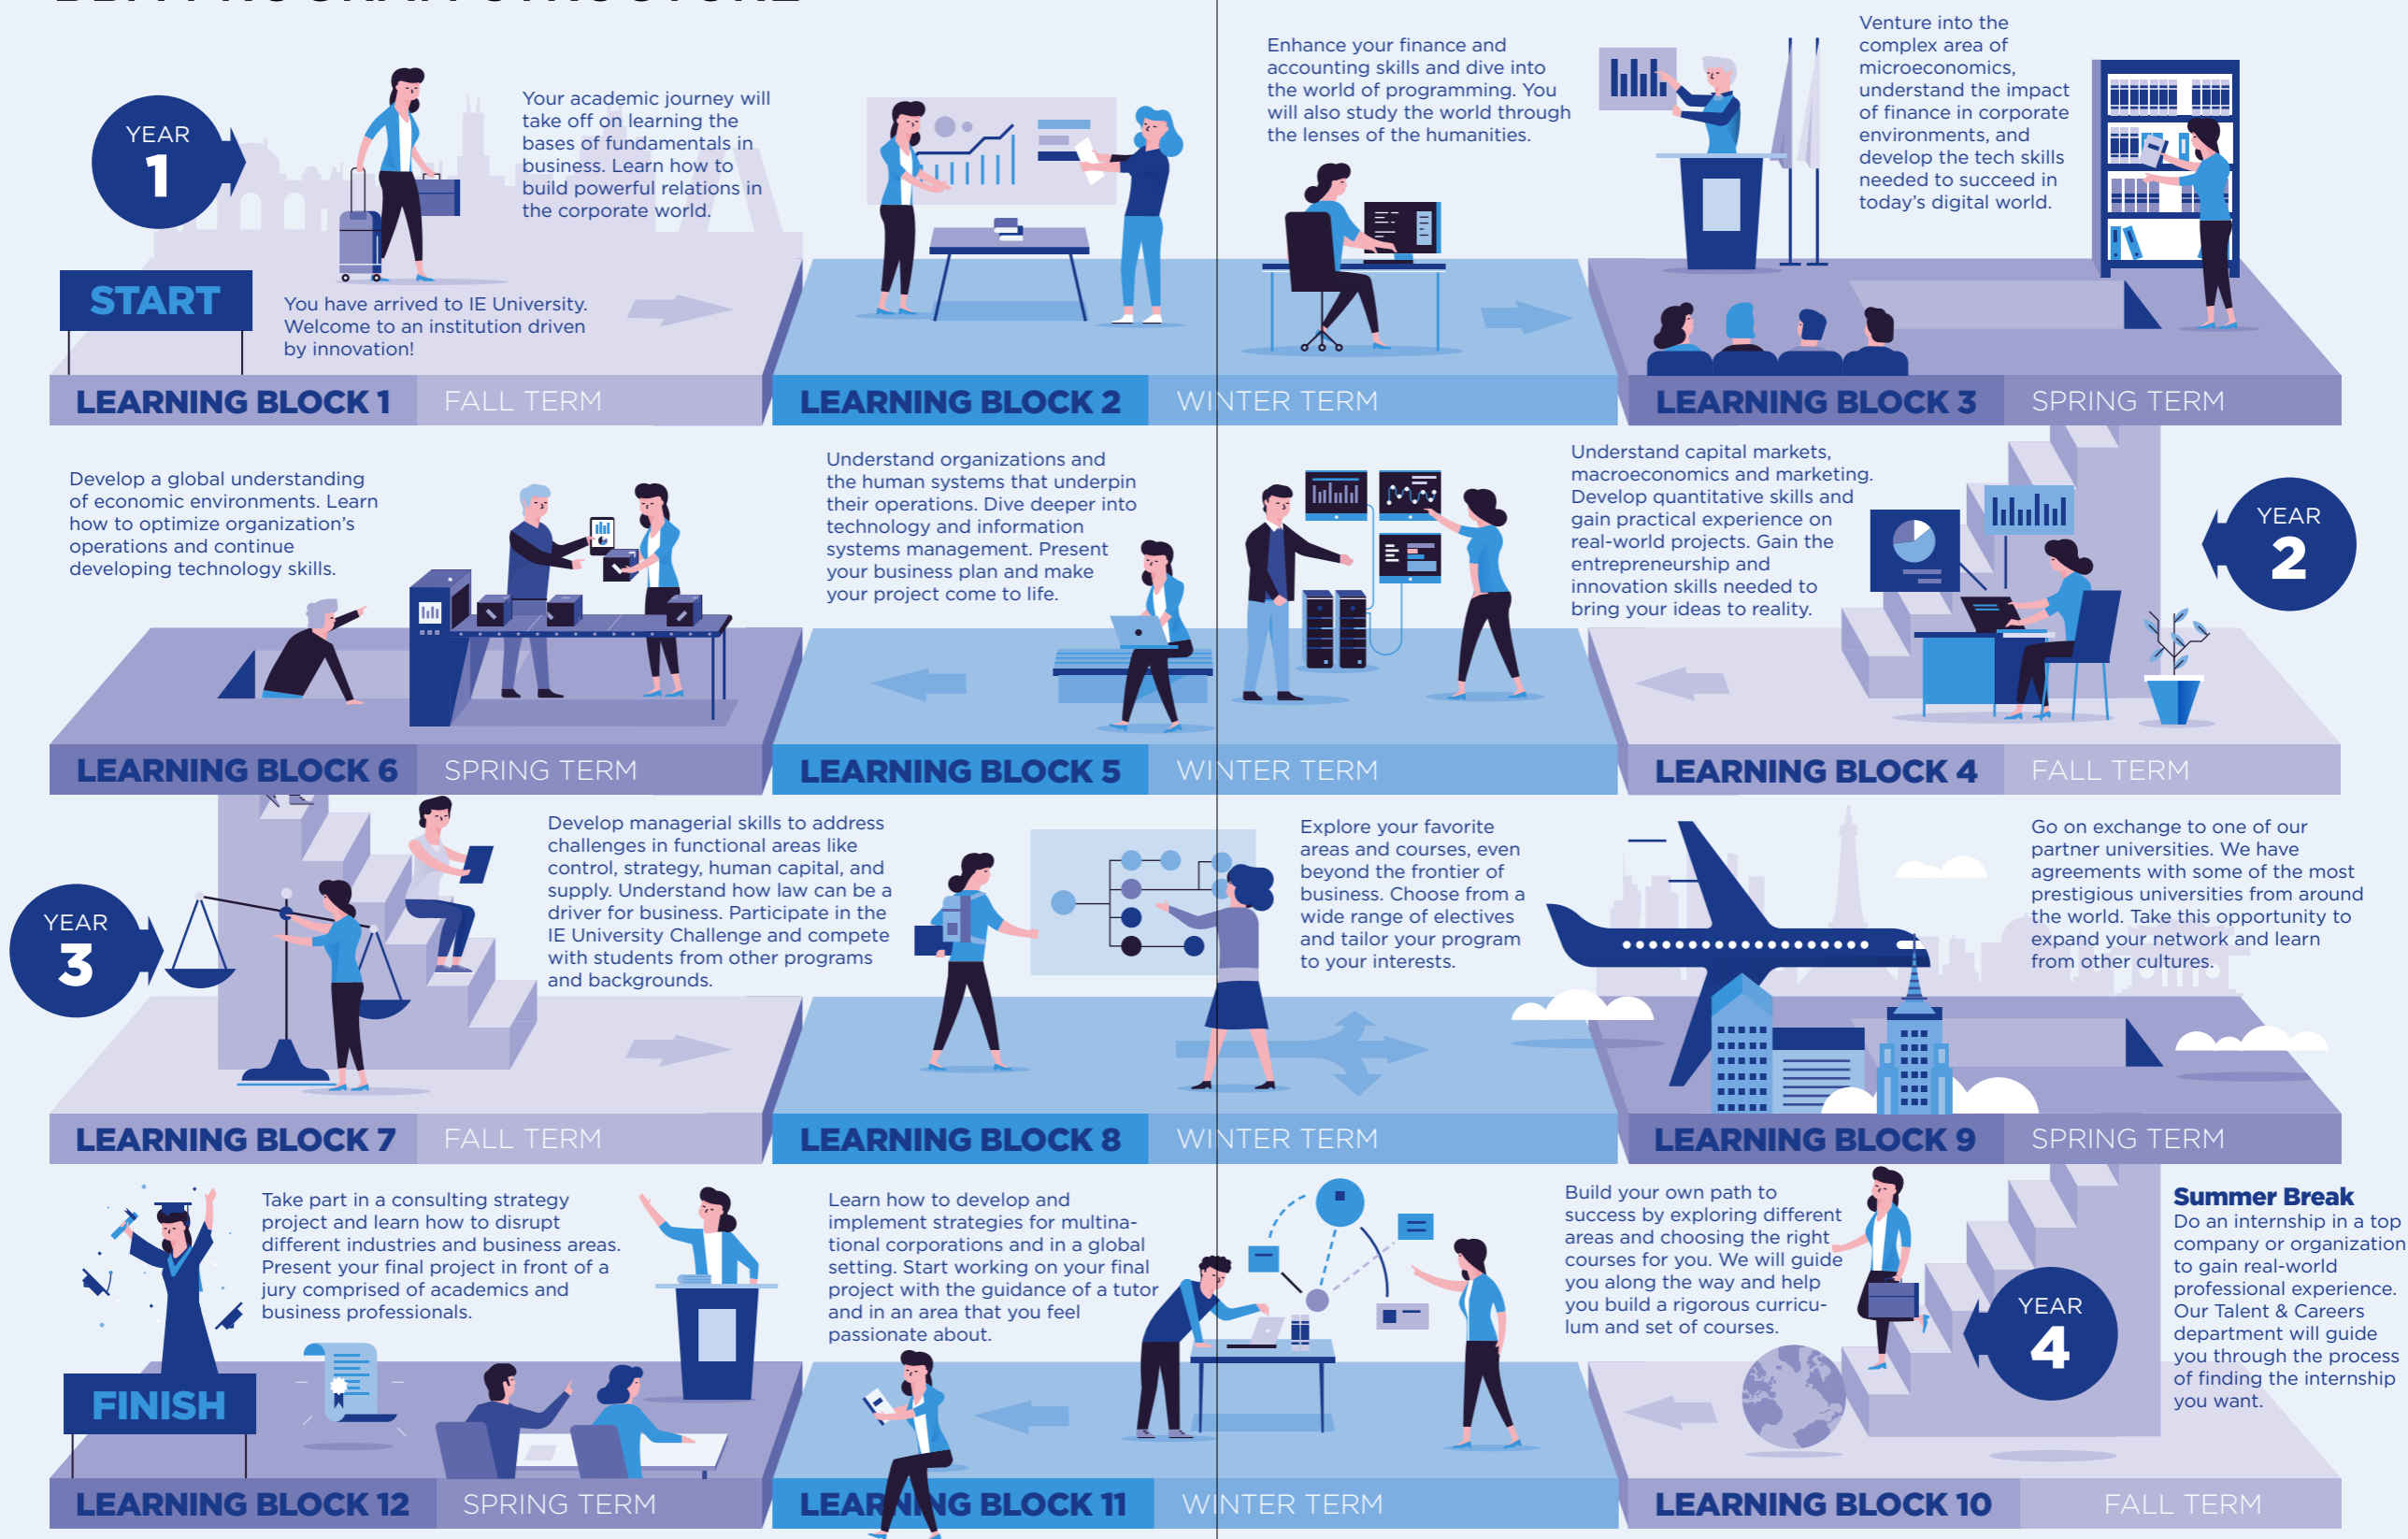 BBA PROGRAM STRUCTURE
YEAR
1
Your academic journey will
take off on learning the
bases of fundamentals in
business. Learn how to
build powerful relations in
the corporate world.
START
You have arrived to IE University.
Welcome to an institution driven
by innovation!
LEARNING BLOCK 1 FALL TERM
Enhance your finance and
accounting skills and dive into
the world of programming. You
will also study the world through
the lenses of the humanities.
LEARNING BLOCK 2 WINTER TERM
Venture into the
complex area of
microeconomics,
understand the impact
of finance in corporate
environments, and
develop the tech skills
needed to succeed in
today's digital world.
LEARNING BLOCK 3 SPRING TERM
YEAR
2
Understand capital markets,
macroeconomics and marketing.
Develop quantitative skills and
gain practical experience on
real-world projects. Gain the
entrepreneurship and
innovation skills needed to
bring your ideas to reality.
LEARNING BLOCK 4 FALL TERM
Understand organizations and
the human systems that underpin
their operations. Dive deeper into
technology and information
systems management. Present
your business plan and make
your project come to life.
LEARNING BLOCK 5 WINTER TERM
Develop a global understanding
of economic environments. Learn
how to optimize organization's
operations and continue
developing technology skills.
LEARNING BLOCK 6 SPRING TERM
YEAR
3
Develop managerial skills to address
challenges in functional areas like
control, strategy, human capital, and
supply. Understand how law can be a
driver for business. Participate in the
IE University Challenge and compete
with students from other programs
and backgrounds.
LEARNING BLOCK 7 FALL TERM
Explore your favorite
areas and courses, even
beyond the frontier of
business. Choose from a
wide range of electives
and tailor your program
to your interests.
LEARNING BLOCK 8 WINTER TERM
Go on exchange to one of our
partner universities. We have
agreements with some of the most
prestigious universities from around
the world. Take this opportunity to
expand your network and learn
from other cultures.
LEARNING BLOCK 9 SPRING TERM
Summer Break
Do an internship in a top
company or organization
to gain real-world
professional experience.
Our Talent & Careers
department will guide
you through the process
of finding the internship
you want.
YEAR
4
Build your own path to
success by exploring different
areas and choosing the right
courses for you. We will guide
you along the way and help
you build a rigorous curricu-
lum and set of courses.
LEARNING BLOCK 10 FALL TERM
Learn how to develop and
implement strategies for multina-
tional corporations and in a global
setting. Start working on your final
project with the guidance of a tutor
and in an area that you feel
passionate about.
LEARNING BLOCK 11 WINTER TERM
Take part in a consulting strategy
project and learn how to disrupt
different industries and business areas.
Present your final project in front of a
jury comprised of academics and
business professionals.
FINISH
LEARNING BLOCK 12 SPRING TERM